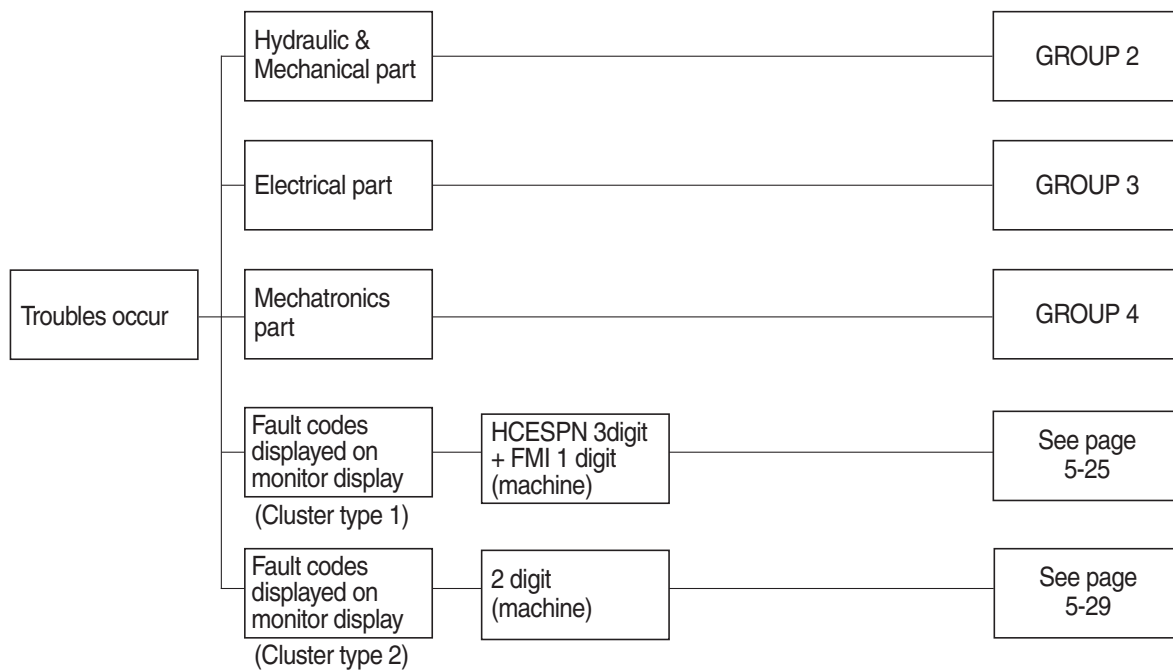 Hydraulic &
Mechanical part
GROUP 2
Electrical part
GROUP 3
Troubles occur
Mechatronics
part
GROUP 4
Fault codes
displayed on
monitor display
(Cluster type 1)
HCESPN 3digit
+ FMI 1 digit
(machine)
See page
5-25
Fault codes
displayed on
monitor display
(Cluster type 2)
2 digit
(machine)
See page
5-29